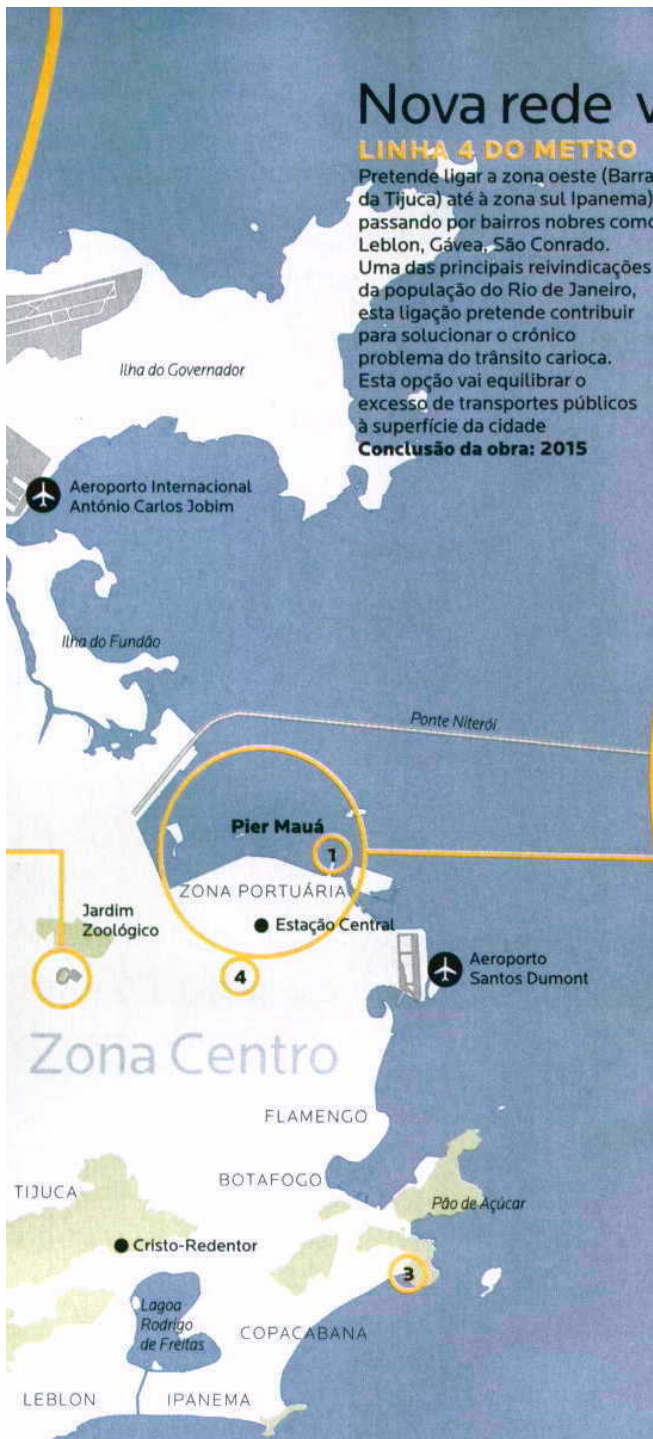 Nova rede v
LINHA 4 DO METRO
Pretende ligar a zona oeste (Barra
da Tijuca) até à zona sul Ipanema)
passando por bairros nobres como
Leblon, Gávea, São Conrado.
Uma das principais reivindicações
da população do Rio de Janeiro,
esta ligação pretende contribuir
para solucionar o crónico
problema do trânsito carioca.
Esta opção vai equilibrar o
excesso de transportes públicos
à superfície da cidade
Conclusão da obra: 2015
Ilha do Governador
Aeroporto Internacional
António Carlos Jobim
Ilha do Fundão
Ponte Niterói
Pier Mauá
1
ZONA PORTUÁRIA
Jardim
Zoológico
Estação Central
4
Aeroporto
Santos Dumont
Zona Centro
FLAMENGO
BOTAFOGO
TIJUCA
Pão de Açúcar
Cristo-Redentor
3
Lagoa
Rodrigo
de Freitas
COPACABANA
LEBLON
IPANEMA